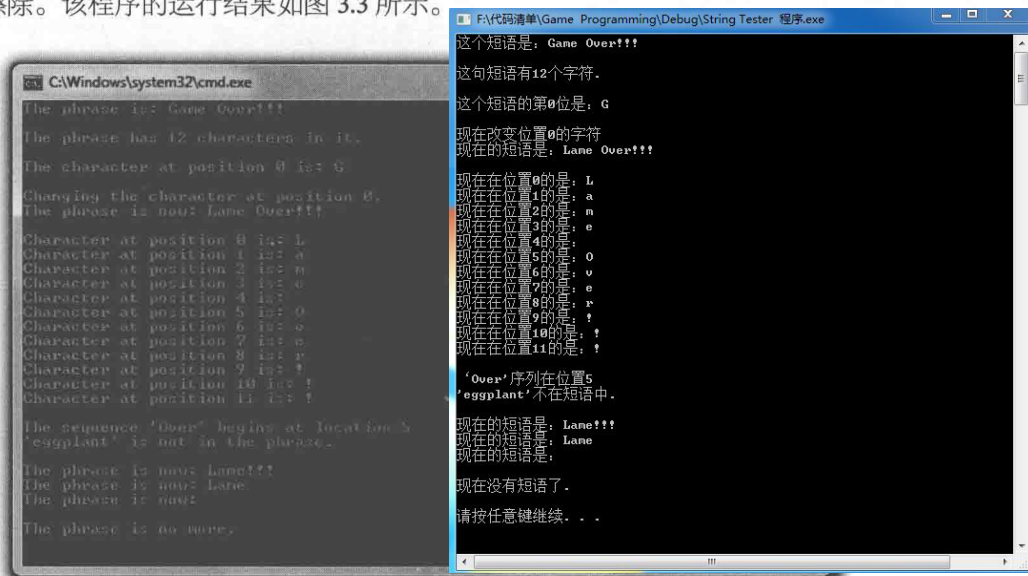 除。该程序的运行结果如图 3.3 所示。
C:\Windows\system32\cmd.exe
The phrase is: Game Over!!!
The phrase has 12 characters in it.
The character at position 0 is: G
Changing the character at position 0.
The phrase is now: Lame Over!!!
Character at position 0 is: L
Character at position 1 is: a
Character at position 2 is: m
Character at position 3 is: e
Character at position 4 is:
Character at position 5 is: O
Character at position 6 is: v
Character at position 7 is: e
Character at position 8 is: r
Character at position 9 is: !
Character at position 10 is: !
Character at position 11 is: !
The sequence 'Over' begins at location 5
'eggplant' is not in the phrase.
The phrase is now: Lame!!!
The phrase is now: Lame
The phrase is now:
The phrase is no more.
F:\代码清单\Game Programming\Debug\String Tester 程序.exe
这个短语是：Game Over!!!
这句短语有12个字符.
这个短语的第0位是：G
现在改变位置0的字符
现在的短语是：Lame Over!!!
现在在位置0的是：L
现在在位置1的是：a
现在在位置2的是：m
现在在位置3的是：e
现在在位置4的是：
现在在位置5的是：O
现在在位置6的是：v
现在在位置7的是：e
现在在位置8的是：r
现在在位置9的是：!
现在在位置10的是：!
现在在位置11的是：!
‘Over’序列在位置5
'eggplant'不在短语中.
现在的短语是：Lame!!!
现在的短语是：Lame
现在的短语是：
现在没有短语了.
请按任意键继续. . .